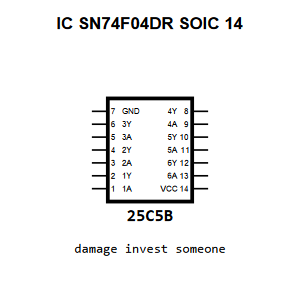 IC SN74F04DR SOIC 14
7 GND 4Y 8
6 3Y 4A 9
5 3A 5Y 10
4 2Y 5A 11
3 2A 6Y 12
2 1Y 6A 13
1 1A VCC 14
25C5B
damage invest someone